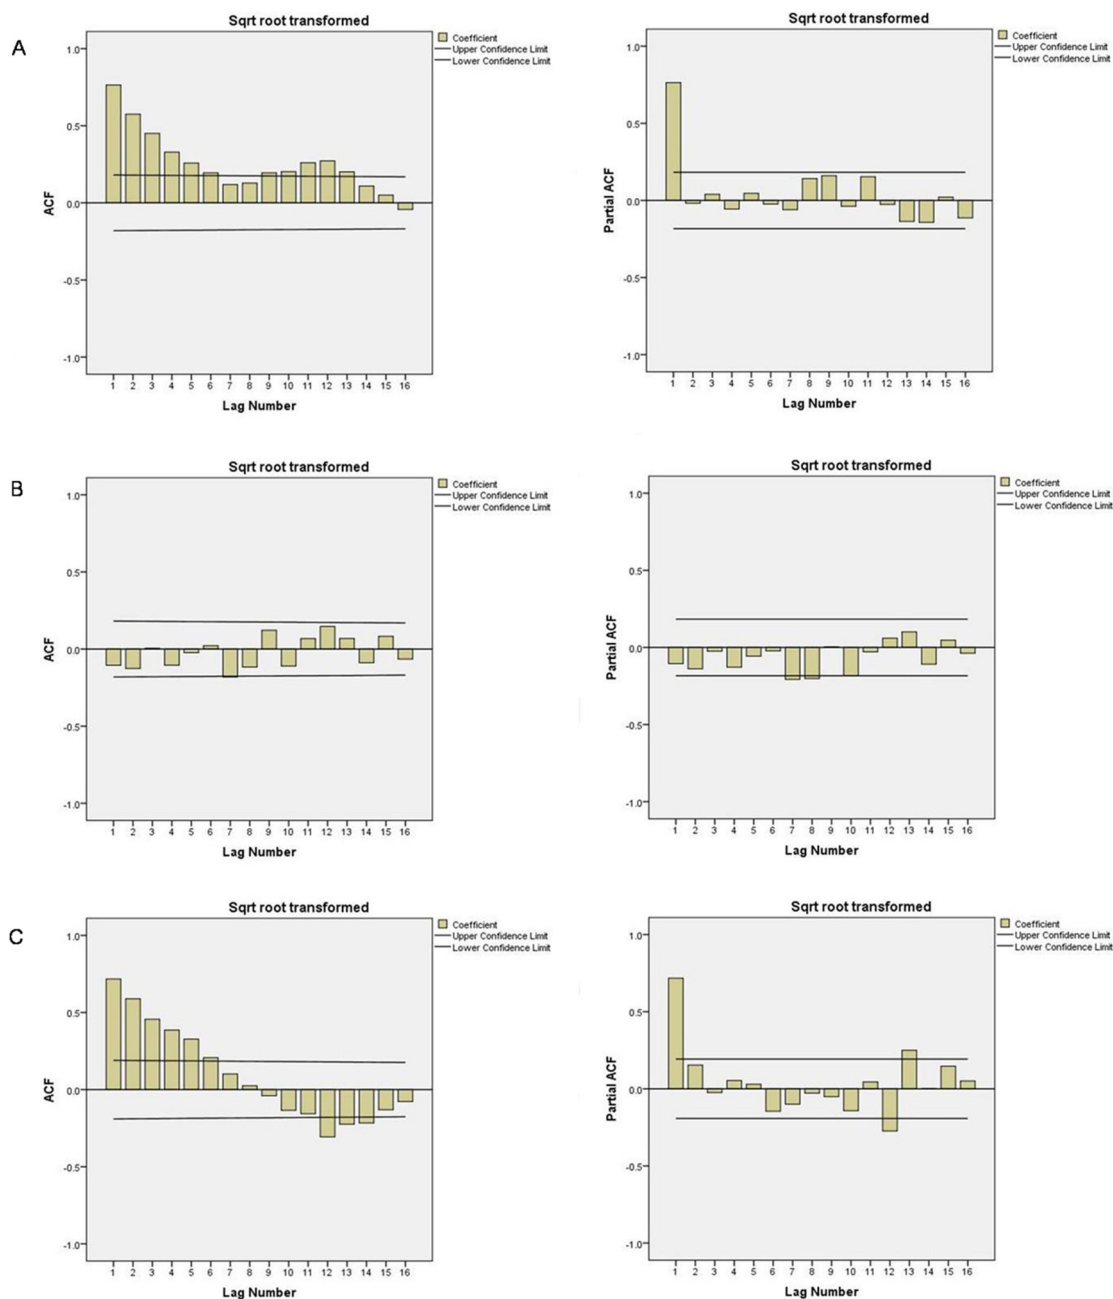 A
Sqrt root transformed
Coefficient
Upper Confidence Limit
Lower Confidence Limit
1.0
0.5
0.0
-0.5
-1.0
ACF
1 2 3 4 5 6 7 8 9 10 11 12 13 14 15 16
Lag Number
Sqrt root transformed
Coefficient
Upper Confidence Limit
Lower Confidence Limit
1.0
0.5
0.0
-0.5
-1.0
Partial ACF
1 2 3 4 5 6 7 8 9 10 11 12 13 14 15 16
Lag Number
B
Sqrt root transformed
Coefficient
Upper Confidence Limit
Lower Confidence Limit
1.0
0.5
0.0
-0.5
-1.0
ACF
1 2 3 4 5 6 7 8 9 10 11 12 13 14 15 16
Lag Number
Sqrt root transformed
Coefficient
Upper Confidence Limit
Lower Confidence Limit
1.0
0.5
0.0
-0.5
-1.0
Partial ACF
1 2 3 4 5 6 7 8 9 10 11 12 13 14 15 16
Lag Number
C
Sqrt root transformed
Coefficient
Upper Confidence Limit
Lower Confidence Limit
1.0
0.5
0.0
-0.5
-1.0
ACF
1 2 3 4 5 6 7 8 9 10 11 12 13 14 15 16
Lag Number
Sqrt root transformed
Coefficient
Upper Confidence Limit
Lower Confidence Limit
1.0
0.5
0.0
-0.5
-1.0
Partial ACF
1 2 3 4 5 6 7 8 9 10 11 12 13 14 15 16
Lag Number